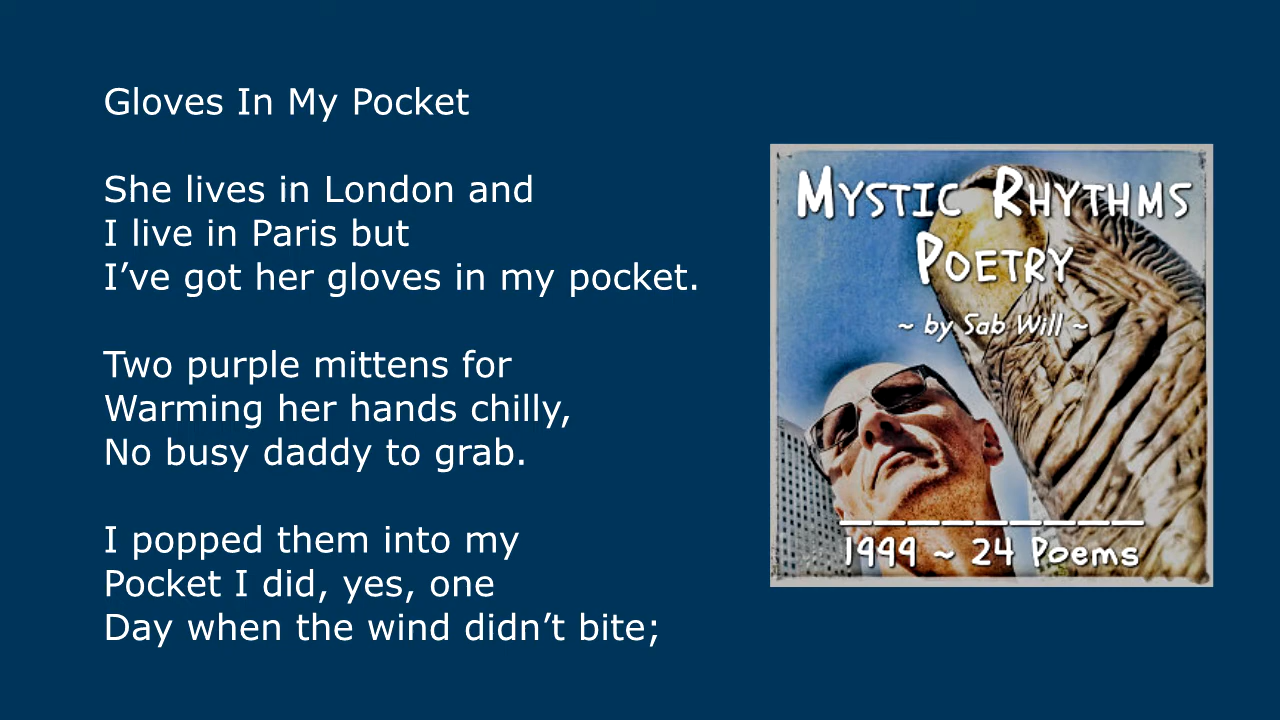 Gloves In My Pocket
She lives in London and
I live in Paris but
I’ve got her gloves in my pocket.
Two purple mittens for
Warming her hands chilly,
No busy daddy to grab.
I popped them into my
Pocket I did, yes, one
Day when the wind didn’t bite;
Mystic Rhythms
Poetry
~ by Sab Will ~
1999 ~ 24 Poems